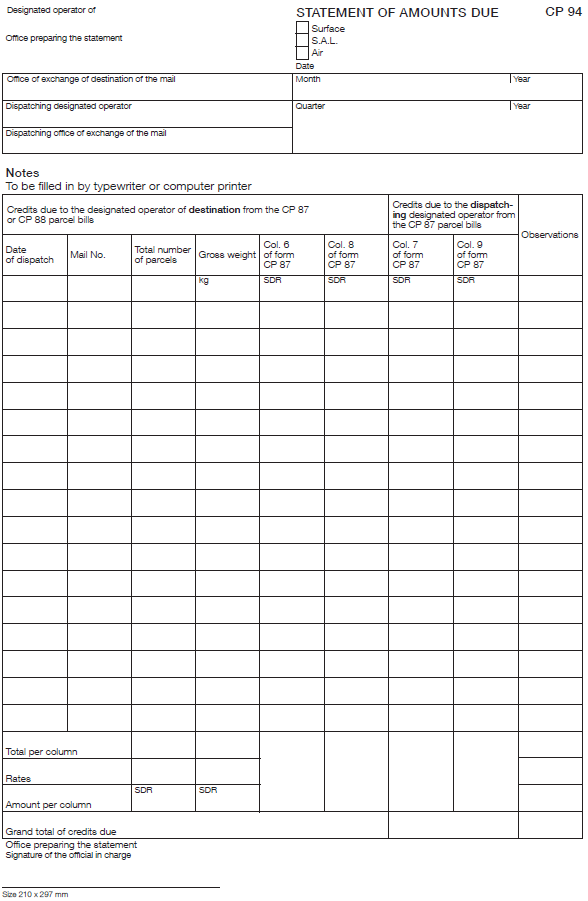 Designated operator of
STATEMENT OF AMOUNTS DUE
CP 94
Surface
Office preparing the statement
S.A.L.
Air
Date
Office of exchange of destination of the mail
Month
Year
Dispatching designated operator
Quarter
Year
Dispatching office of exchange of the mail
Notes
To be filled in by typewriter or computer printer
Credits due to the designated operator of destination from the CP 87
or CP 88 parcel bills
Credits due to the dispatch-
ing designated operator from
the CP 87 parcel bills
Observations
Date
of dispatch
Mail No.
Total number
of parcels
Gross weight
Col. 6
of form
CP 87
Col. 8
of form
CP 87
Col. 7
of form
CP 87
Col. 9
of form
CP 87
kg
SDR
SDR
SDR
SDR
Total per column
Rates
SDR
SDR
Amount per column
Grand total of credits due
Office preparing the statement
Signature of the official in charge
Size 210 x 297 mm